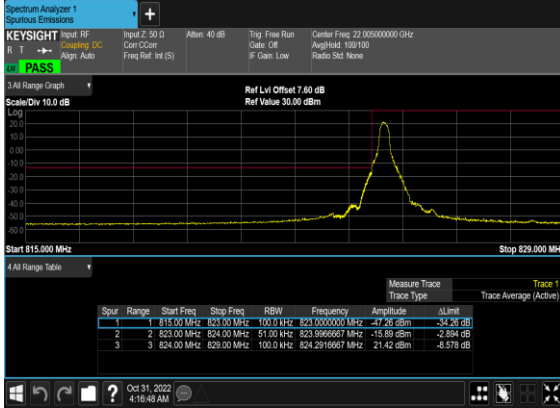 Spectrum Analyzer 1
Spurious Emissions
+
KEYSIGHT Input: RF Input Z: 50 Ω Atten: 40 dB Trig: Free Run Center Freq: 22.005000000 GHz
R T Coupling: DC Corr CCorr Gate: Off Avg|Hold: 100/100
Align: Auto Freq Ref: Int (S) IF Gain: Low Radio Std: None
PASS
3 All Range Graph
Ref Lvl Offset 7.60 dB
Scale/Div 10.0 dB Ref Value 30.00 dBm
Log
20.0
10.0
0.00
-10.0
-20.0
-30.0
-40.0
-50.0
-60.0
Start 815.000 MHz Stop 829.000 MH
4 All Range Table
Measure Trace Trace 1
Trace Type Trace Average (Active)
Spur Range Start Freq Stop Freq RBW Frequency Amplitude ΔLimit
1 1 815.00 MHz 823.00 MHz 100.0 kHz 823.0000000 MHz -47.26 dBm -34.26 dB
2 2 823.00 MHz 824.00 MHz 51.00 kHz 823.9966667 MHz -15.89 dBm -2.894 dB
3 3 824.00 MHz 829.00 MHz 100.0 kHz 824.2916667 MHz 21.42 dBm -8.578 dB
?
Oct 31, 2022
4:16:48 AM